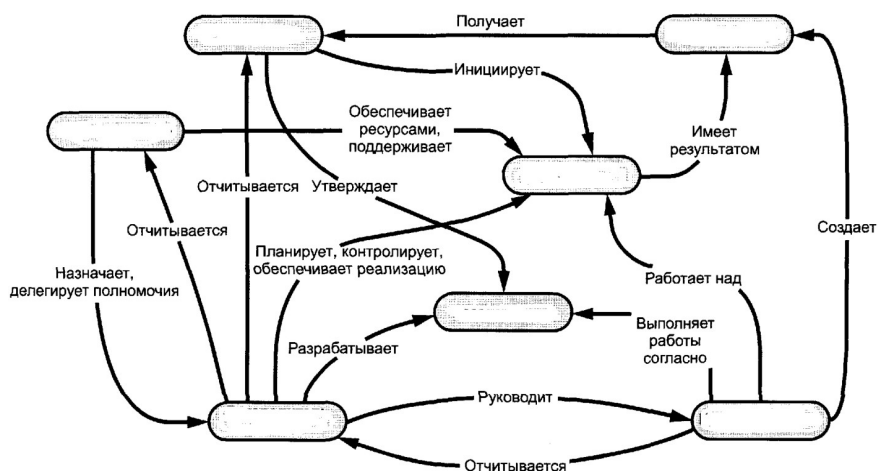 Получает
Инициирует
Обеспечивает
ресурсами,
поддерживает
Имеет
результатом
Отчитывается
Утверждает
Отчитывается
Создает
Планирует, контролирует,
обеспечивает реализацию
Назначает,
делегирует полномочия
Работает над
Разрабатывает
Выполняет
работы
согласно
Руководит
Отчитывается